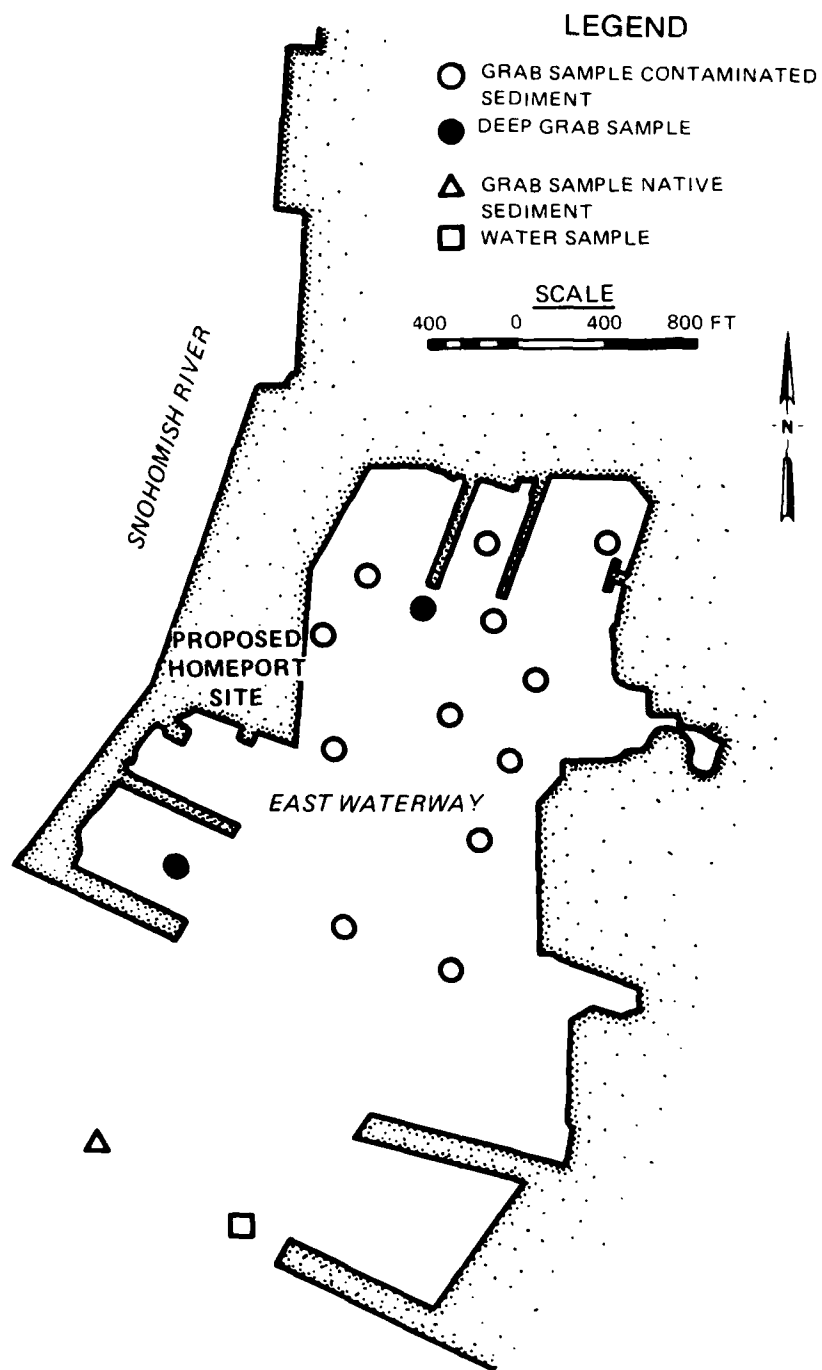 LEGEND
GRAB SAMPLE CONTAMINATED
SEDIMENT
DEEP GRAB SAMPLE
GRAB SAMPLE NATIVE
SEDIMENT
WATER SAMPLE
SCALE
400 0 400 800 FT
N
SNOHOMISH RIVER
PROPOSED
HOMEPORT
SITE
EAST WATERWAY